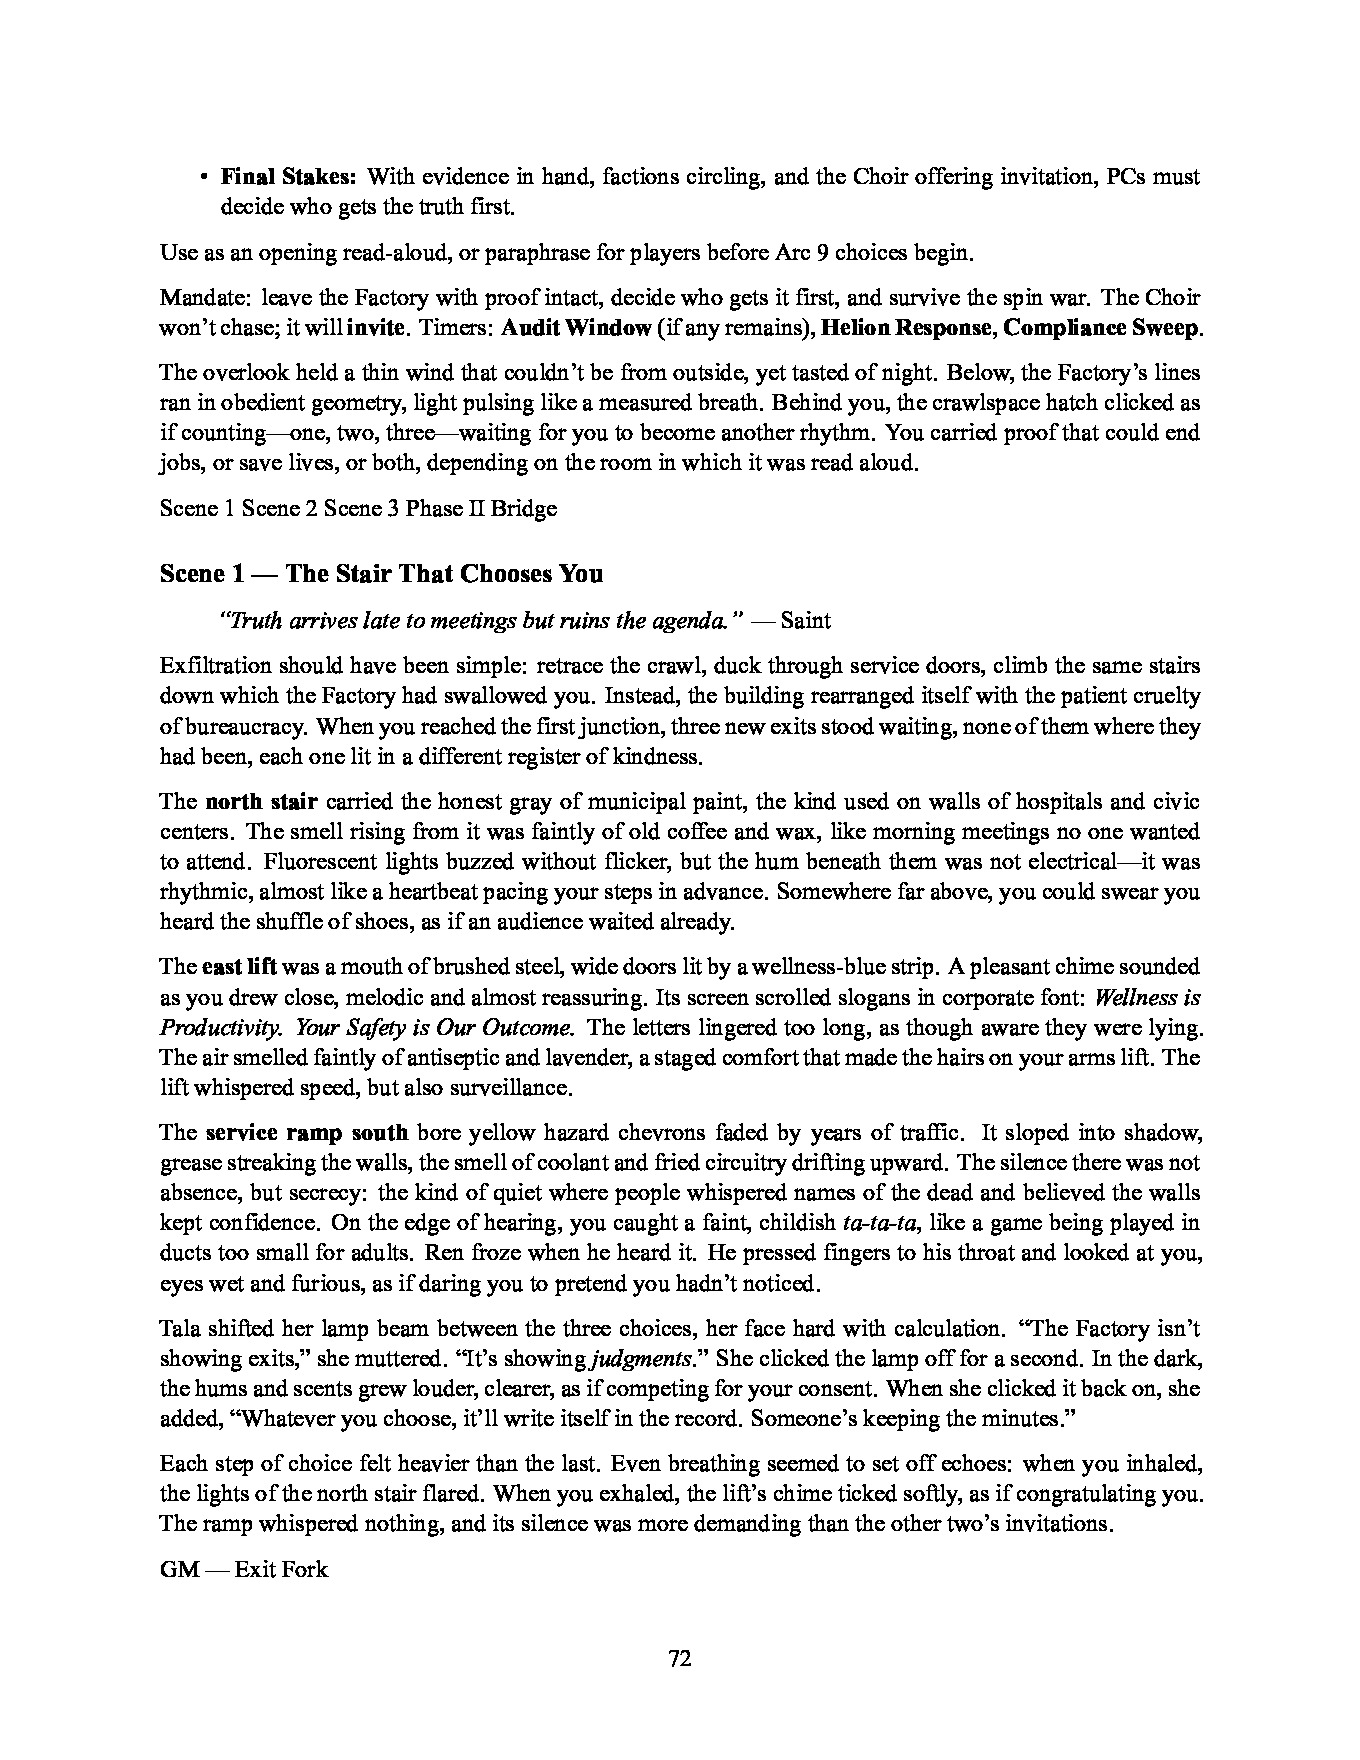 • Final Stakes: With evidence in hand, factions circling, and the Choir offering invitation, PCs must
decide who gets the truth first.
Use as an opening read-aloud, or paraphrase for players before Arc 9 choices begin.
Mandate: leave the Factory with proof intact, decide who gets it first, and survive the spin war. The Choir
won’t chase; it will invite. Timers: Audit Window (if any remains), Helion Response, Compliance Sweep.
The overlook held a thin wind that couldn’t be from outside, yet tasted of night. Below, the Factory’s lines
ran in obedient geometry, light pulsing like a measured breath. Behind you, the crawlspace hatch clicked as
if counting—one, two, three—waiting for you to become another rhythm. You carried proof that could end
jobs, or save lives, or both, depending on the room in which it was read aloud.
Scene 1 Scene 2 Scene 3 Phase II Bridge
Scene 1 — The Stair That Chooses You
“Truth arrives late to meetings but ruins the agenda.” — Saint
Exfiltration should have been simple: retrace the crawl, duck through service doors, climb the same stairs
down which the Factory had swallowed you. Instead, the building rearranged itself with the patient cruelty
of bureaucracy. When you reached the first junction, three new exits stood waiting, none of them where they
had been, each one lit in a different register of kindness.
The north stair carried the honest gray of municipal paint, the kind used on walls of hospitals and civic
centers. The smell rising from it was faintly of old coffee and wax, like morning meetings no one wanted
to attend. Fluorescent lights buzzed without flicker, but the hum beneath them was not electrical—it was
rhythmic, almost like a heartbeat pacing your steps in advance. Somewhere far above, you could swear you
heard the shuffle of shoes, as if an audience waited already.
The east lift was a mouth of brushed steel, wide doors lit by a wellness-blue strip. A pleasant chime sounded
as you drew close, melodic and almost reassuring. Its screen scrolled slogans in corporate font: Wellness is
Productivity. Your Safety is Our Outcome. The letters lingered too long, as though aware they were lying.
The air smelled faintly of antiseptic and lavender, a staged comfort that made the hairs on your arms lift. The
lift whispered speed, but also surveillance.
The service ramp south bore yellow hazard chevrons faded by years of traffic. It sloped into shadow,
grease streaking the walls, the smell of coolant and fried circuitry drifting upward. The silence there was not
absence, but secrecy: the kind of quiet where people whispered names of the dead and believed the walls
kept confidence. On the edge of hearing, you caught a faint, childish ta-ta-ta, like a game being played in
ducts too small for adults. Ren froze when he heard it. He pressed fingers to his throat and looked at you,
eyes wet and furious, as if daring you to pretend you hadn’t noticed.
Tala shifted her lamp beam between the three choices, her face hard with calculation. “The Factory isn’t
showing exits,” she muttered. “It’s showing judgments.” She clicked the lamp off for a second. In the dark,
the hums and scents grew louder, clearer, as if competing for your consent. When she clicked it back on, she
added, “Whatever you choose, it’ll write itself in the record. Someone’s keeping the minutes.”
Each step of choice felt heavier than the last. Even breathing seemed to set off echoes: when you inhaled,
the lights of the north stair flared. When you exhaled, the lift’s chime ticked softly, as if congratulating you.
The ramp whispered nothing, and its silence was more demanding than the other two’s invitations.
GM — Exit Fork
72